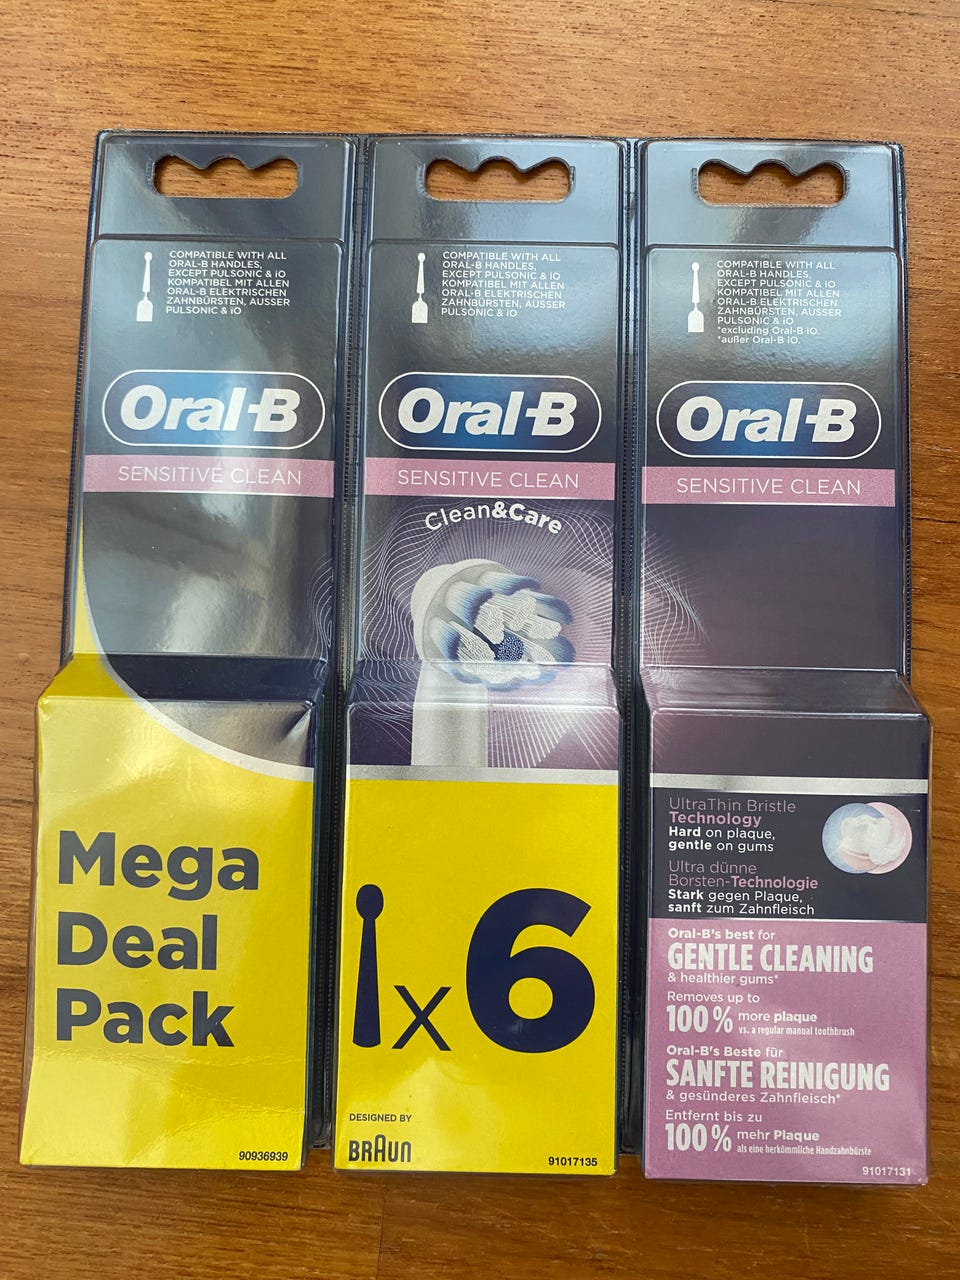 COMPATIBLE WITH ALL
ORAL-B HANDLES,
EXCEPT PULSONIC & iO
KOMPATIBEL MIT ALLEN
ORAL-B ELEKTRISCHEN
ZAHNBÜRSTEN, AUSSER
PULSONIC & iO
Oral-B
SENSITIVE CLEAN
Mega
Deal
Pack
90936939
COMPATIBLE WITH ALL
ORAL-B HANDLES,
EXCEPT PULSONIC & iO
KOMPATIBEL MIT ALLEN
ORAL-B ELEKTRISCHEN
ZAHNBÜRSTEN, AUSSER
PULSONIC & iO
Oral-B
SENSITIVE CLEAN
Clean&Care
x6
DESIGNED BY
BRAUN
91017135
COMPATIBLE WITH ALL
ORAL-B HANDLES,
EXCEPT PULSONIC & iO
KOMPATIBEL MIT ALLEN
ORAL-B ELEKTRISCHEN
ZAHNBÜRSTEN, AUSSER
PULSONIC & iO
*excluding Oral-B iO.
*außer Oral-B iO.
Oral-B
SENSITIVE CLEAN
UltraThin Bristle
Technology
Hard on plaque,
gentle on gums
Ultra dünne
Borsten-Technologie
Stark gegen Plaque,
sanft zum Zahnfleisch
Oral-B's best for
GENTLE CLEANING
& healthier gums*
Removes up to
100% more plaque
vs. a regular manual toothbrush
Oral-B's Beste für
SANFTE REINIGUNG
& gesünderes Zahnfleisch*
Entfernt bis zu
100% mehr Plaque
als eine herkömmliche Handzahnbürste
91017131